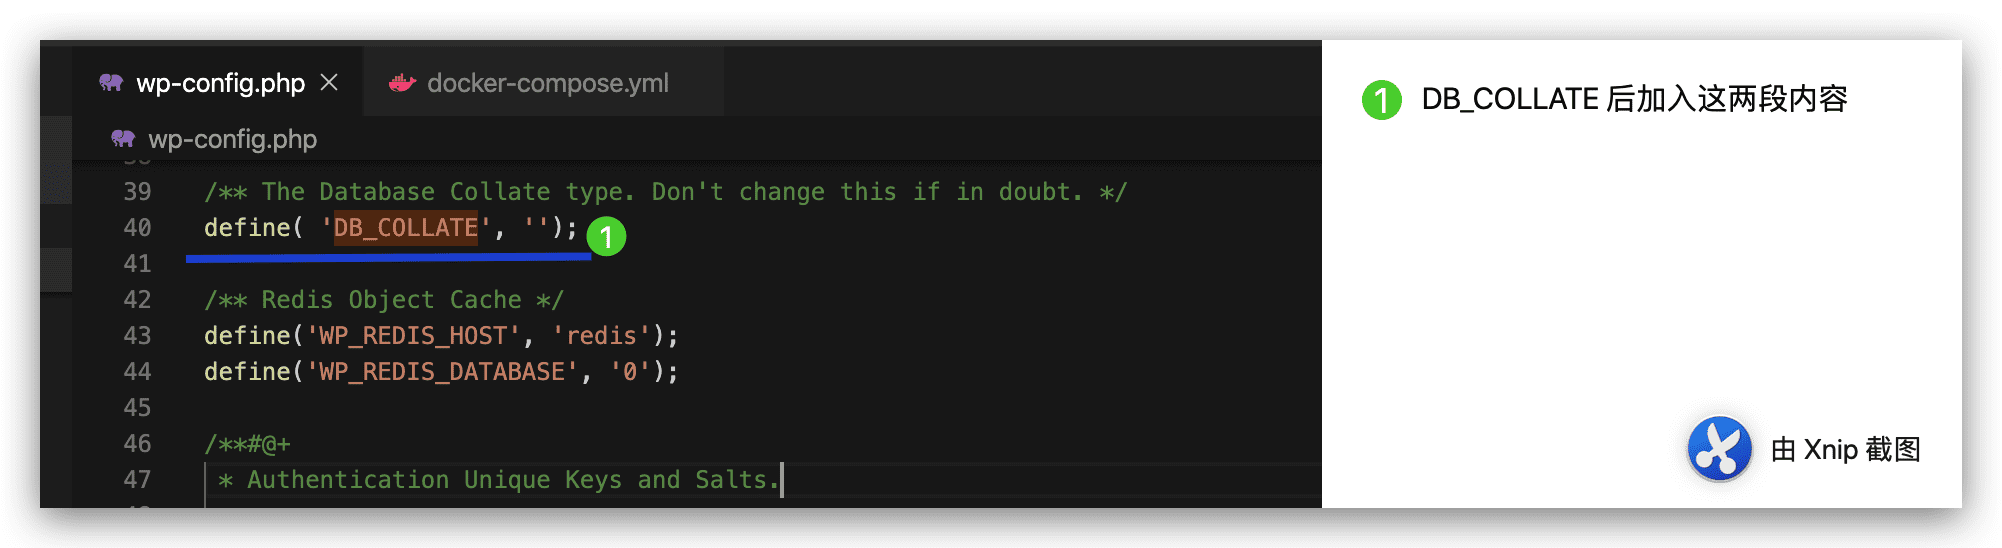 wp-config.php
docker-compose.yml
wp-config.php
39 /** The Database Collate type. Don't change this if in doubt. */
40 define( 'DB_COLLATE', '');
1
41
42 /** Redis Object Cache */
43 define('WP_REDIS_HOST', 'redis');
44 define('WP_REDIS_DATABASE', '0');
45
46 /**#@+
47 * Authentication Unique Keys and Salts.
1 DB_COLLATE 后加入这两段内容
由 Xnip 截图